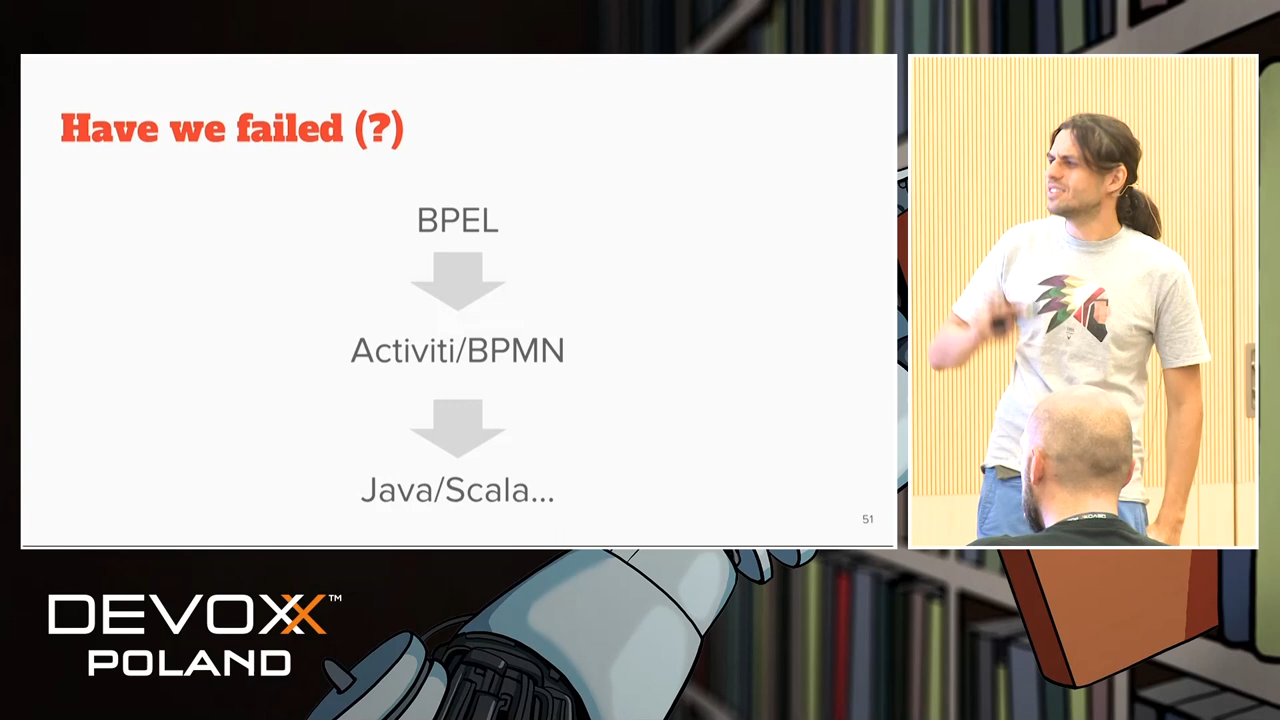 Have we failed (?)
BPEL
Activiti/BPMN
Java/Scala...
51
DEVOXX™
POLAND